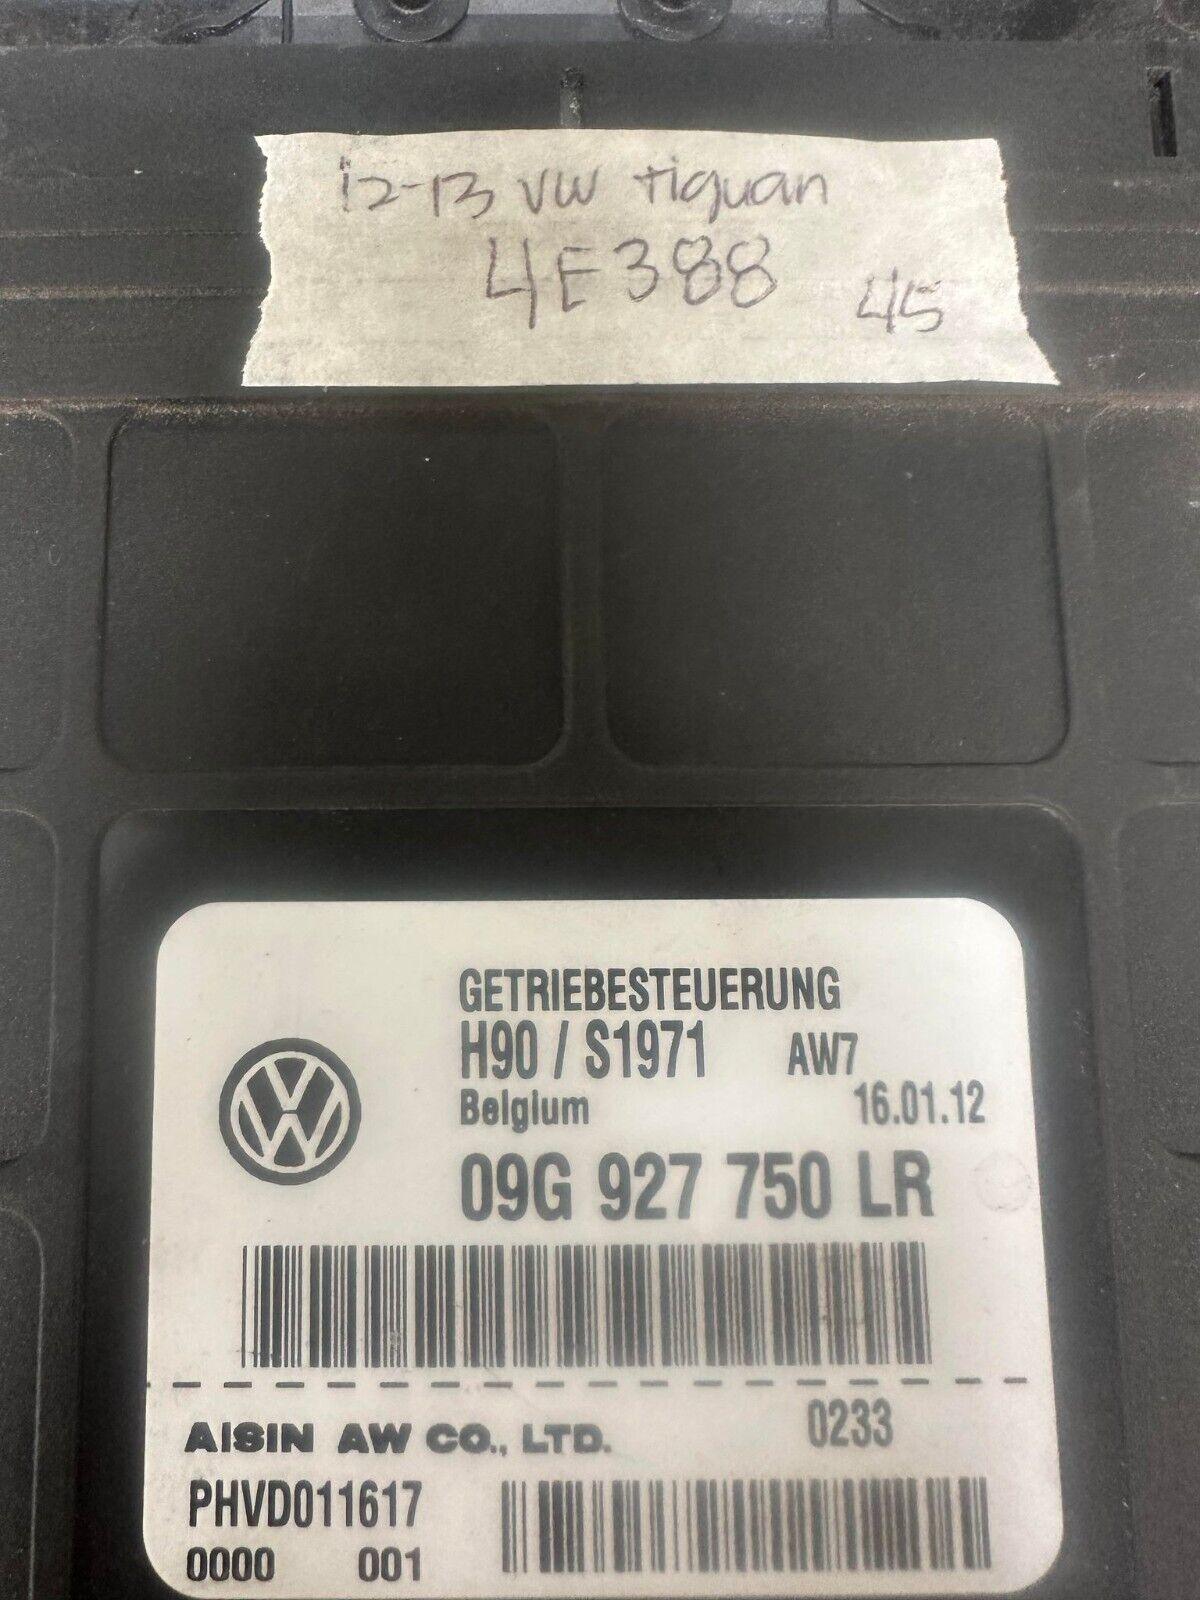 12-13 VW tiguan
4E388 45
GETRIEBESTEUERUNG
H90 / S1971 AW7
Belgium 16.01.12
09G 927 750 LR
AISIN AW CO., LTD. 0233
PHVD011617
0000 001